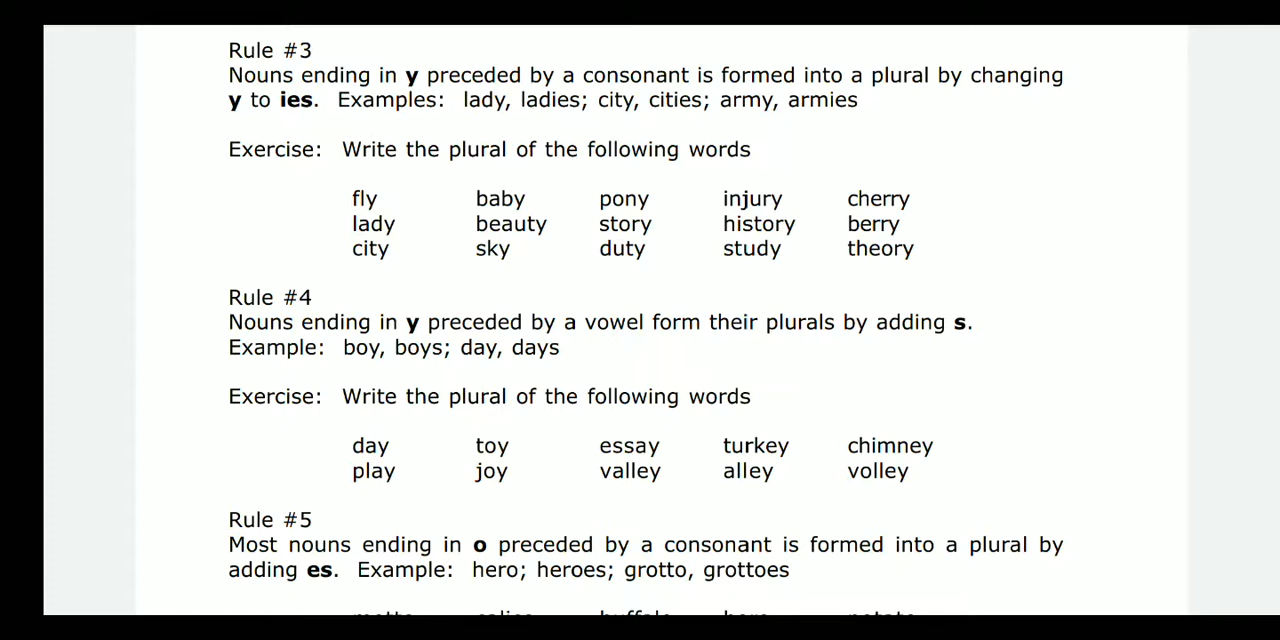 Rule #3
Nouns ending in y preceded by a consonant is formed into a plural by changing
y to ies. Examples: lady, ladies; city, cities; army, armies
Exercise: Write the plural of the following words
fly baby pony injury cherry
lady beauty story history berry
city sky duty study theory
Rule #4
Nouns ending in y preceded by a vowel form their plurals by adding s.
Example: boy, boys; day, days
Exercise: Write the plural of the following words
day toy essay turkey chimney
play joy valley alley volley
Rule #5
Most nouns ending in o preceded by a consonant is formed into a plural by
adding es. Example: hero; heroes; grotto, grottoes